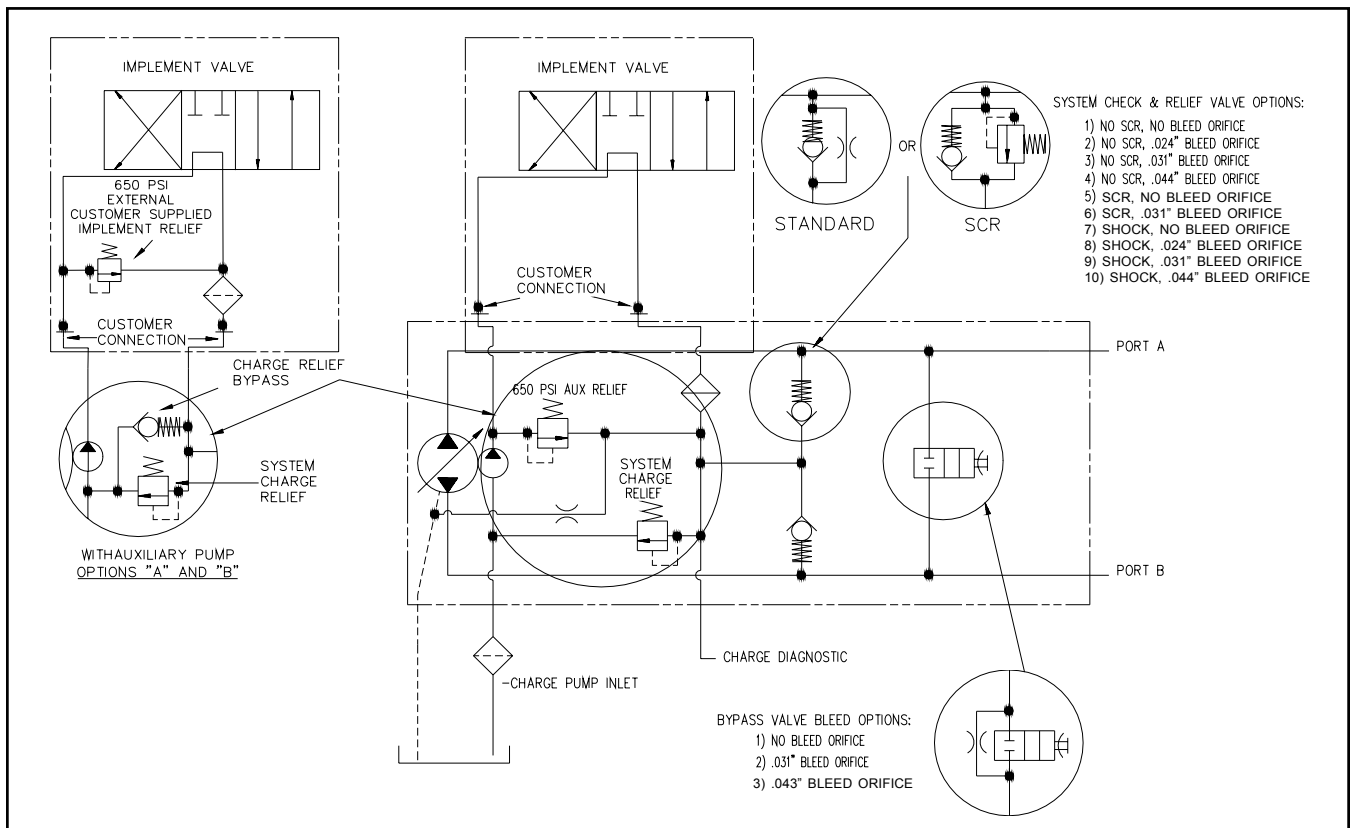 IMPLEMENT VALVE
650 PSI
EXTERNAL
CUSTOMER SUPPLIED
IMPLEMENT RELIEF
CUSTOMER
CONNECTION
CHARGE RELIEF
BYPASS
SYSTEM
CHARGE
RELIEF
WITHAUXILIARY PUMP
OPTIONS "A" AND "B"
IMPLEMENT VALVE
CUSTOMER
CONNECTION
STANDARD
OR
SCR
SYSTEM CHECK & RELIEF VALVE OPTIONS:
1) NO SCR, NO BLEED ORIFICE
2) NO SCR, .024" BLEED ORIFICE
3) NO SCR, .031" BLEED ORIFICE
4) NO SCR, .044" BLEED ORIFICE
5) SCR, NO BLEED ORIFICE
6) SCR, .031" BLEED ORIFICE
7) SHOCK, NO BLEED ORIFICE
8) SHOCK, .024" BLEED ORIFICE
9) SHOCK, .031" BLEED ORIFICE
10) SHOCK, .044" BLEED ORIFICE
PORT A
650 PSI AUX RELIEF
SYSTEM
CHARGE
RELIEF
PORT B
CHARGE DIAGNOSTIC
CHARGE PUMP INLET
BYPASS VALVE BLEED OPTIONS:
1) NO BLEED ORIFICE
2) .031" BLEED ORIFICE
3) .043" BLEED ORIFICE